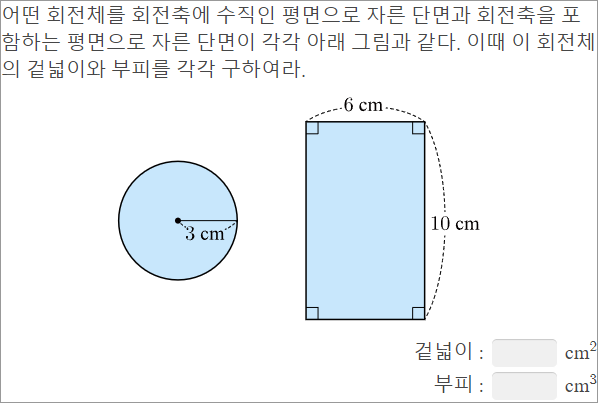 어떤 회전체를 회전축에 수직인 평면으로 자른 단면과 회전축을 포
함하는 평면으로 자른 단면이 각각 아래 그림과 같다. 이때 이 회전체
의 겉넓이와 부피를 각각 구하여라.
6 cm
3 cm
10 cm
겉넓이 : cm²
부피 : cm³